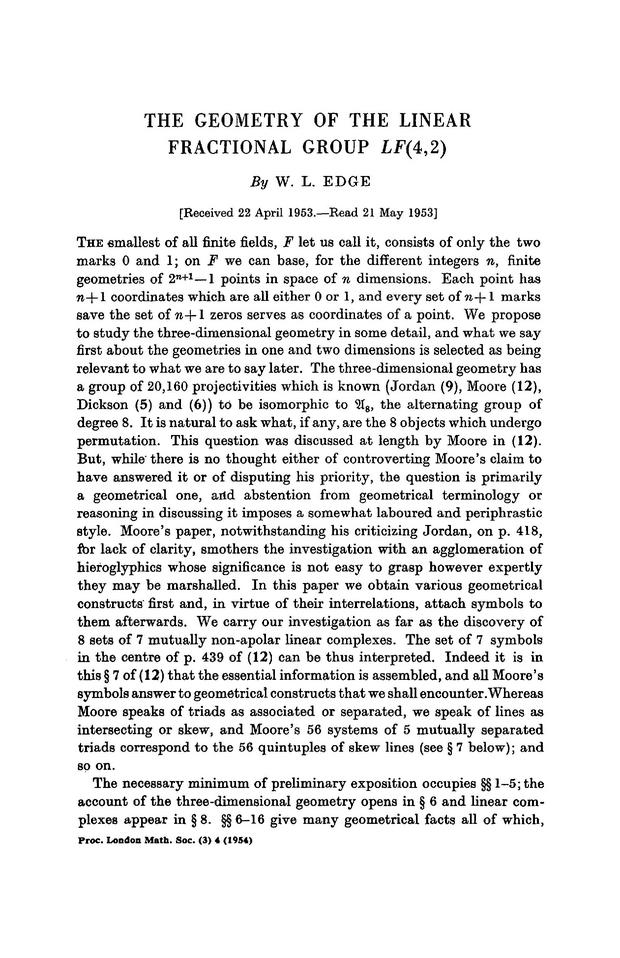 THE GEOMETRY OF THE LINEAR
FRACTIONAL GROUP LF(4,2)
By W. L. EDGE
[Received 22 April 1953.—Read 21 May 1953]
THE smallest of all finite fields, F let us call it, consists of only the two
marks 0 and 1; on F we can base, for the different integers n, finite
geometries of 2ⁿ⁺¹—1 points in space of n dimensions. Each point has
n+1 coordinates which are all either 0 or 1, and every set of n+1 marks
save the set of n+1 zeros serves as coordinates of a point. We propose
to study the three-dimensional geometry in some detail, and what we say
first about the geometries in one and two dimensions is selected as being
relevant to what we are to say later. The three-dimensional geometry has
a group of 20,160 projectivities which is known (Jordan (9), Moore (12),
Dickson (5) and (6)) to be isomorphic to 𝔄₈, the alternating group of
degree 8. It is natural to ask what, if any, are the 8 objects which undergo
permutation. This question was discussed at length by Moore in (12).
But, while there is no thought either of controverting Moore's claim to
have answered it or of disputing his priority, the question is primarily
a geometrical one, and abstention from geometrical terminology or
reasoning in discussing it imposes a somewhat laboured and periphrastic
style. Moore's paper, notwithstanding his criticizing Jordan, on p. 418,
for lack of clarity, smothers the investigation with an agglomeration of
hieroglyphics whose significance is not easy to grasp however expertly
they may be marshalled. In this paper we obtain various geometrical
constructs first and, in virtue of their interrelations, attach symbols to
them afterwards. We carry our investigation as far as the discovery of
8 sets of 7 mutually non-apolar linear complexes. The set of 7 symbols
in the centre of p. 439 of (12) can be thus interpreted. Indeed it is in
this § 7 of (12) that the essential information is assembled, and all Moore's
symbols answer to geometrical constructs that we shall encounter. Whereas
Moore speaks of triads as associated or separated, we speak of lines as
intersecting or skew, and Moore's 56 systems of 5 mutually separated
triads correspond to the 56 quintuples of skew lines (see § 7 below); and
so on.
The necessary minimum of preliminary exposition occupies §§ 1–5; the
account of the three-dimensional geometry opens in § 6 and linear com-
plexes appear in § 8. §§ 6–16 give many geometrical facts all of which,
Proc. London Math. Soc. (3) 4 (1954)